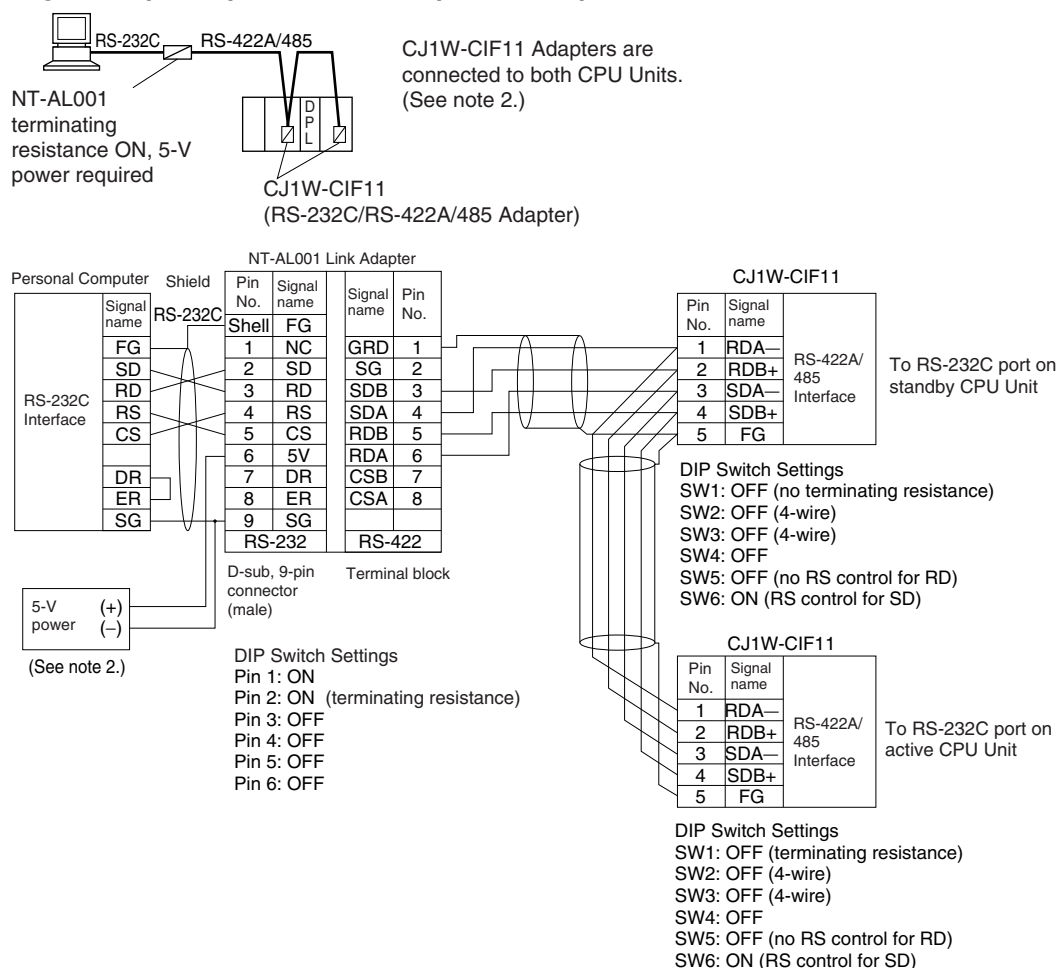 RS-232C
RS-422A/485
CJ1W-CIF11 Adapters are
connected to both CPU Units.
(See note 2.)
NT-AL001
terminating
resistance ON, 5-V
power required
D
P
L
CJ1W-CIF11
(RS-232C/RS-422A/485 Adapter)
Personal Computer
Signal
name
RS-232C
Interface
FG
SD
RD
RS
CS
DR
ER
SG
Shield
RS-232C
NT-AL001 Link Adapter
Pin
No.
Signal
name
Signal
name
Pin
No.
Shell FG
1 NC GRD 1
2 SD SG 2
3 RD SDB 3
4 RS SDA 4
5 CS RDB 5
6 5V RDA 6
7 DR CSB 7
8 ER CSA 8
9 SG
RS-232 RS-422
D-sub, 9-pin
connector
(male)
Terminal block
5-V
power
(+)
(–)
(See note 2.)
DIP Switch Settings
Pin 1: ON
Pin 2: ON (terminating resistance)
Pin 3: OFF
Pin 4: OFF
Pin 5: OFF
Pin 6: OFF
CJ1W-CIF11
Pin
No.
Signal
name
1 RDA—
2 RDB+
3 SDA—
4 SDB+
5 FG
RS-422A/
485
Interface
To RS-232C port on
standby CPU Unit
DIP Switch Settings
SW1: OFF (no terminating resistance)
SW2: OFF (4-wire)
SW3: OFF (4-wire)
SW4: OFF
SW5: OFF (no RS control for RD)
SW6: ON (RS control for SD)
CJ1W-CIF11
Pin
No.
Signal
name
1 RDA—
2 RDB+
3 SDA—
4 SDB+
5 FG
RS-422A/
485
Interface
To RS-232C port on
active CPU Unit
DIP Switch Settings
SW1: OFF (terminating resistance)
SW2: OFF (4-wire)
SW3: OFF (4-wire)
SW4: OFF
SW5: OFF (no RS control for RD)
SW6: ON (RS control for SD)